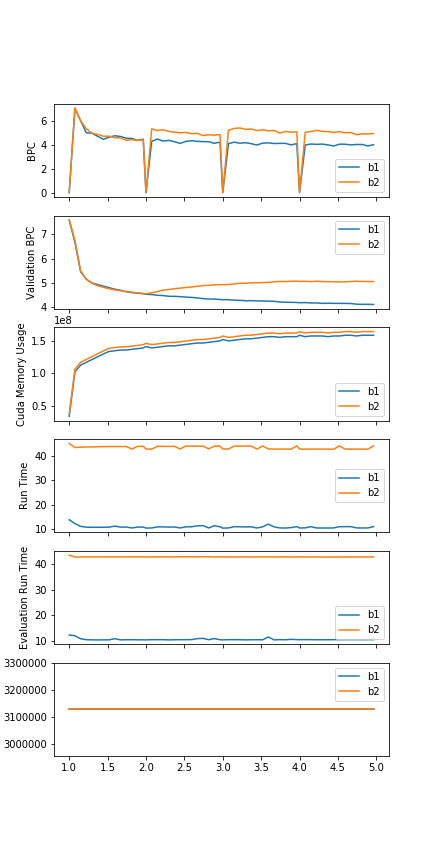 BPC
6
4
2
0
b1
b2
Validation BPC
7
6
5
4
b1
b2
1e8
Cuda Memory Usage
1.5
1.0
0.5
b1
b2
Run Time
40
30
20
10
b1
b2
Evaluation Run Time
40
30
20
10
b1
b2
3300000
3200000
3100000
3000000
b1
b2
1.0 1.5 2.0 2.5 3.0 3.5 4.0 4.5 5.0